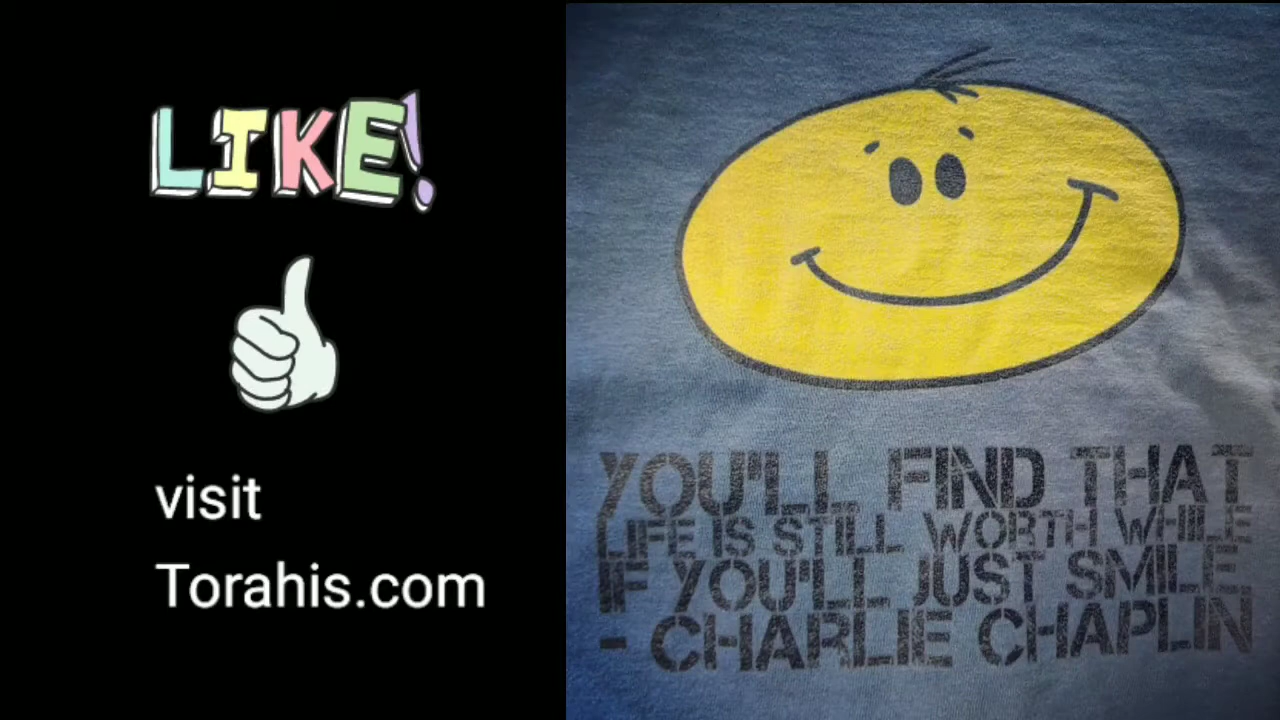 LIKE!
visit
Torahis.com
YOU'LL FIND THAT
LIFE IS STILL WORTH WHILE
IF YOU'LL JUST SMILE.
- CHARLIE CHAPLIN